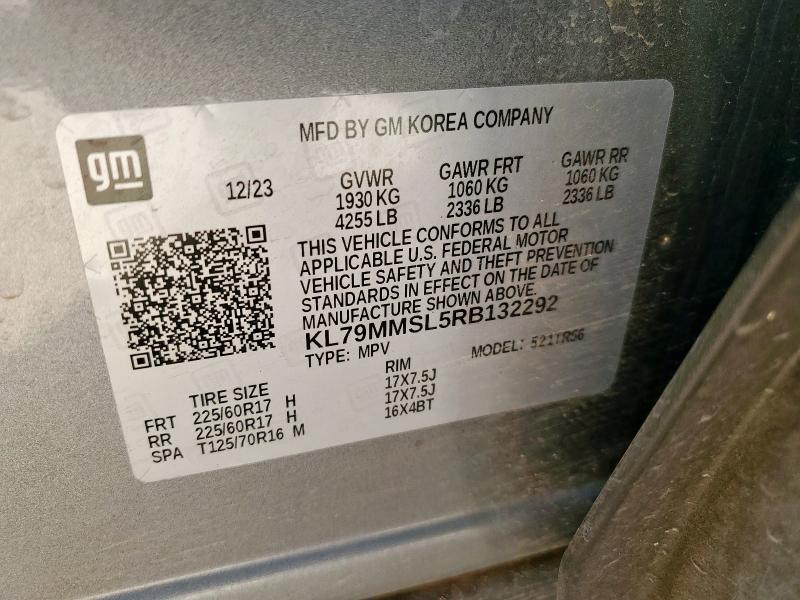 gm
MFD BY GM KOREA COMPANY
12/23
GVWR
1930 KG
4255 LB
GAWR FRT
1060 KG
2336 LB
GAWR RR
1060 KG
2336 LB
THIS VEHICLE CONFORMS TO ALL
APPLICABLE U.S. FEDERAL MOTOR
VEHICLE SAFETY AND THEFT PREVENTION
STANDARDS IN EFFECT ON THE DATE OF
MANUFACTURE SHOWN ABOVE.
KL79MMSL5RB132292
TYPE: MPV
MODEL: 521TR56
TIRE SIZE
RIM
FRT 225/60R17 H 17X7.5J
RR 225/60R17 H 17X7.5J
SPA T125/70R16 M 16X4BT